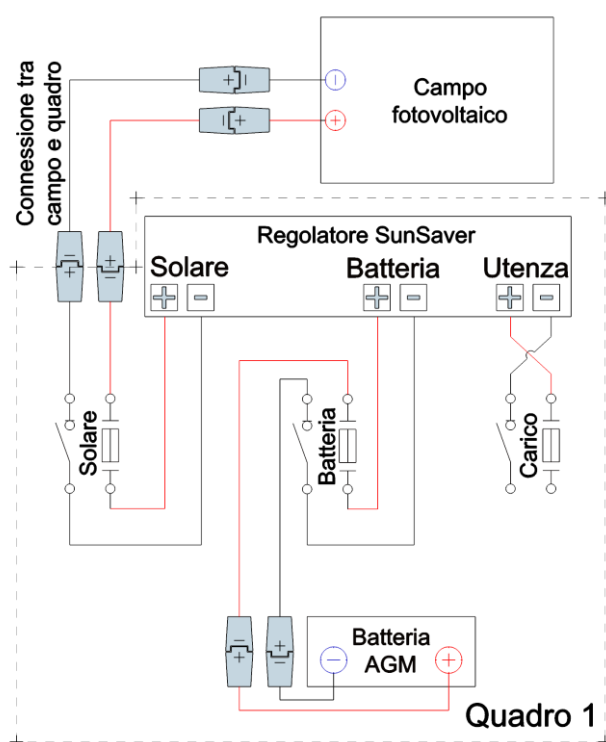 Connessione tra
campo e quadro
Campo
fotovoltaico
Regolatore SunSaver
Solare
Batteria
Utenza
+ - + - + -
Solare
Batteria
Carico
Batteria
AGM
Quadro 1